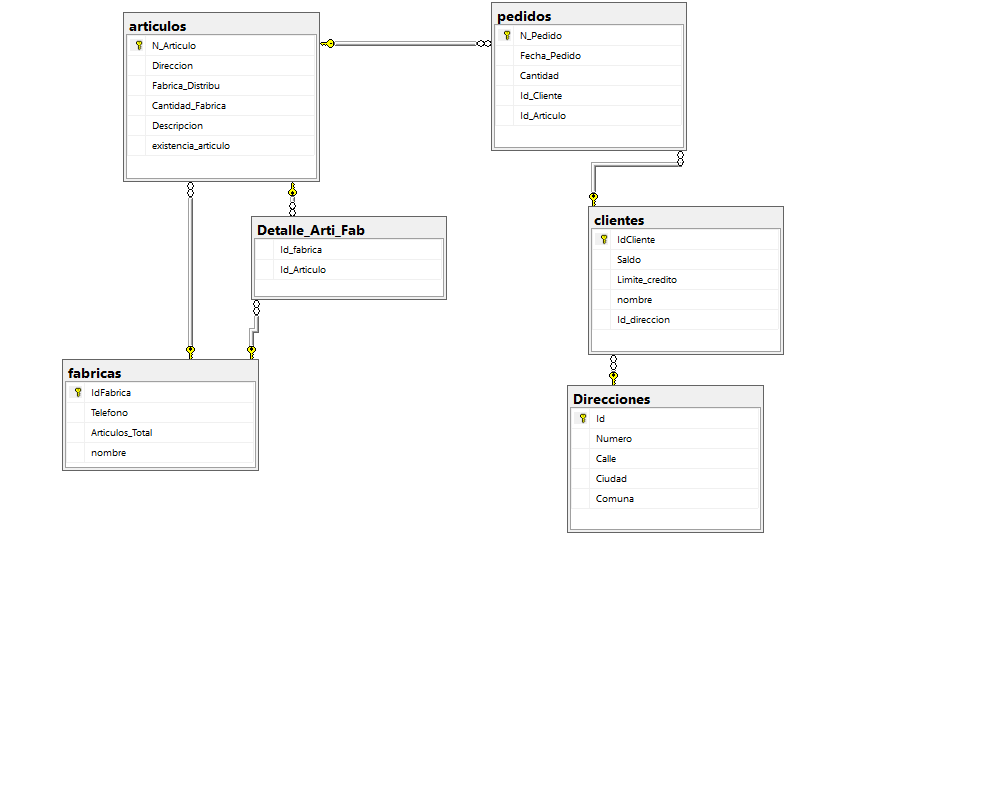 articulos
N_Articulo
Direccion
Fabrica_Distribu
Cantidad_Fabrica
Descripcion
existencia_articulo
pedidos
N_Pedido
Fecha_Pedido
Cantidad
Id_Cliente
Id_Articulo
Detalle_Arti_Fab
Id_fabrica
Id_Articulo
clientes
IdCliente
Saldo
Limite_credito
nombre
Id_direccion
fabricas
IdFabrica
Telefono
Articulos_Total
nombre
Direcciones
Id
Numero
Calle
Ciudad
Comuna